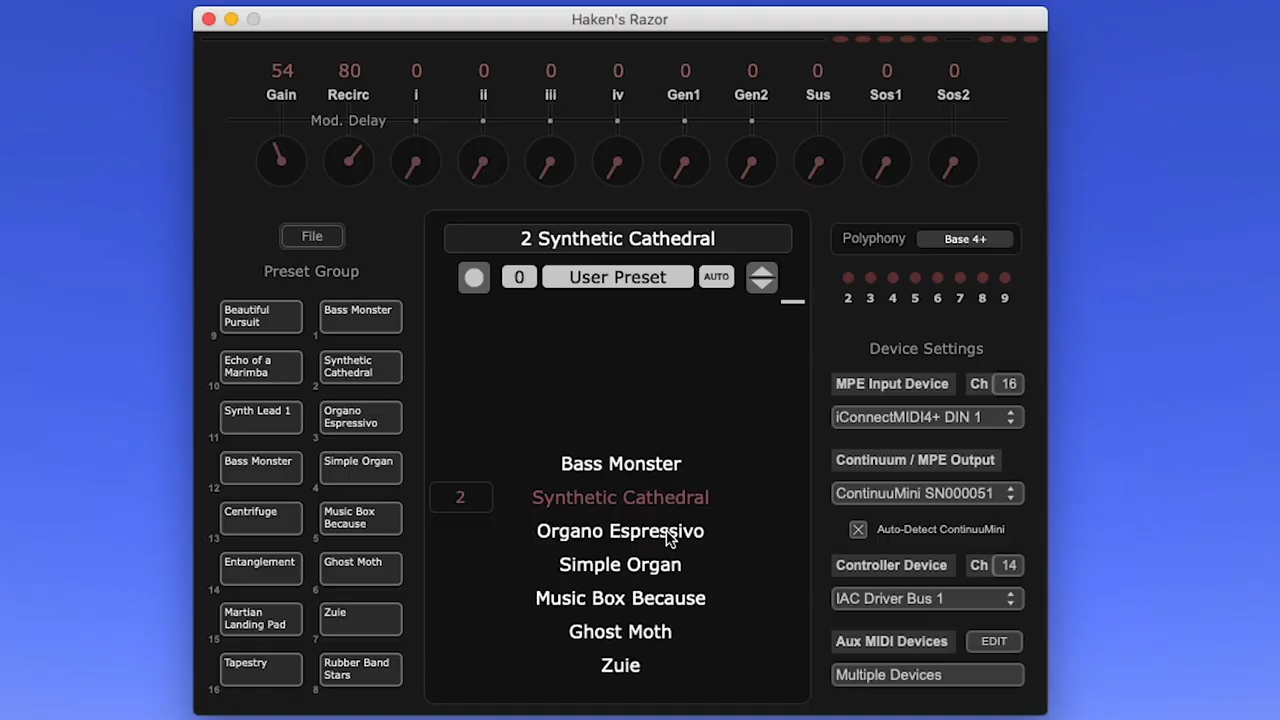 Haken's Razor
54 80 0 0 0 0 0 0 0 0 0
Gain Recirc i ii iii iv Gen1 Gen2 Sus Sos1 Sos2
Mod. Delay
File
Preset Group
Beautiful
Pursuit
9
Bass Monster
1
Echo of a
Marimba
10
Synthetic
Cathedral
2
Synth Lead 1
11
Organo
Espressivo
3
Bass Monster
12
Simple Organ
4
Centrifuge
13
Music Box
Because
5
Entanglement
14
Ghost Moth
6
Martian
Landing Pad
15
Zuie
7
Tapestry
16
Rubber Band
Stars
8
2 Synthetic Cathedral
0 User Preset AUTO
Bass Monster
2 Synthetic Cathedral
Organo Espressivo
Simple Organ
Music Box Because
Ghost Moth
Zuie
Polyphony Base 4+
2 3 4 5 6 7 8 9
Device Settings
MPE Input Device Ch 16
iConnectMIDI4+ DIN 1
Continuum / MPE Output
ContinuuMini SN000051
Auto-Detect ContinuuMini
Controller Device Ch 14
IAC Driver Bus 1
Aux MIDI Devices EDIT
Multiple Devices